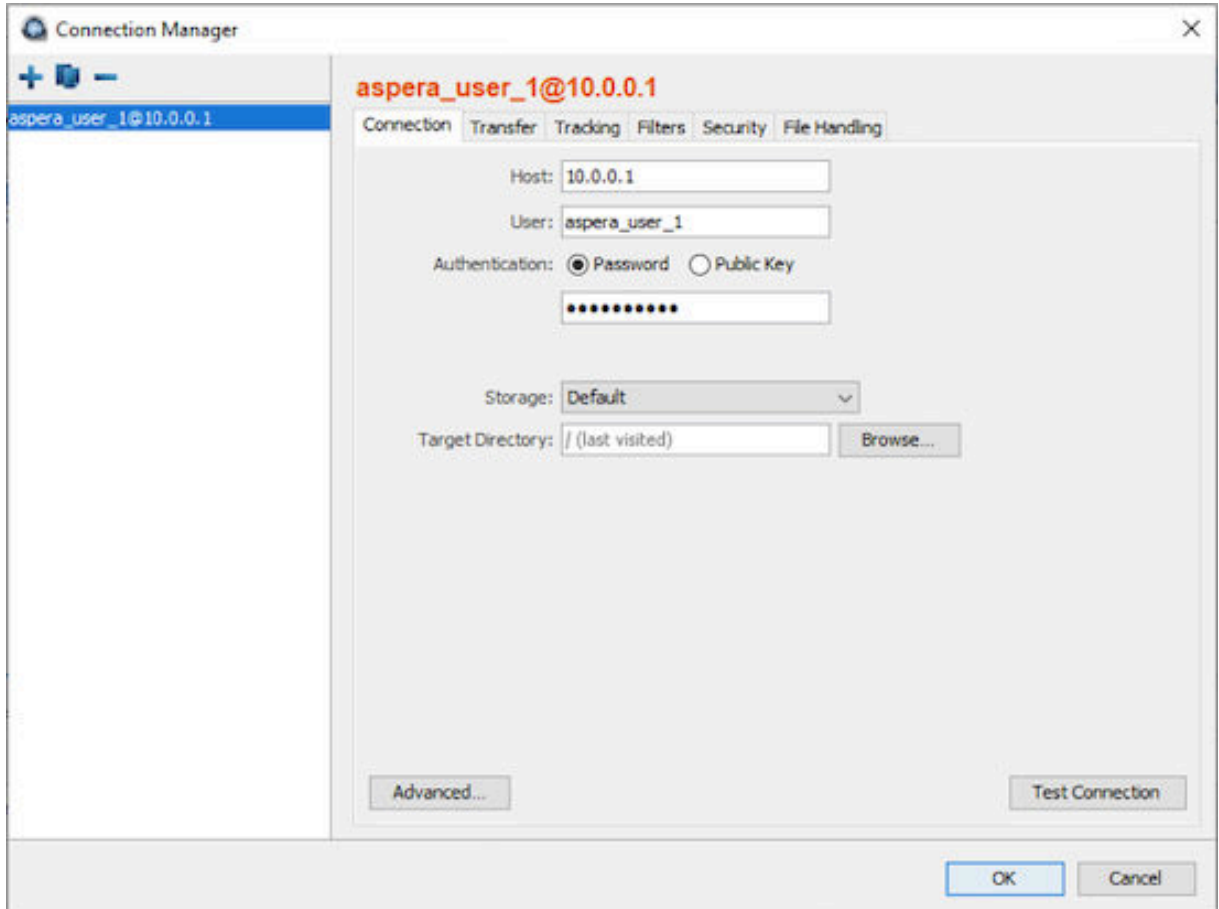 Connection Manager
aspera_user_1@10.0.0.1
aspera_user_1@10.0.0.1
Connection Transfer Tracking Filters Security File Handling
Host: 10.0.0.1
User: aspera_user_1
Authentication: Password Public Key
••••••••••
Storage: Default
Target Directory: / (last visited) Browse...
Advanced... Test Connection
OK Cancel